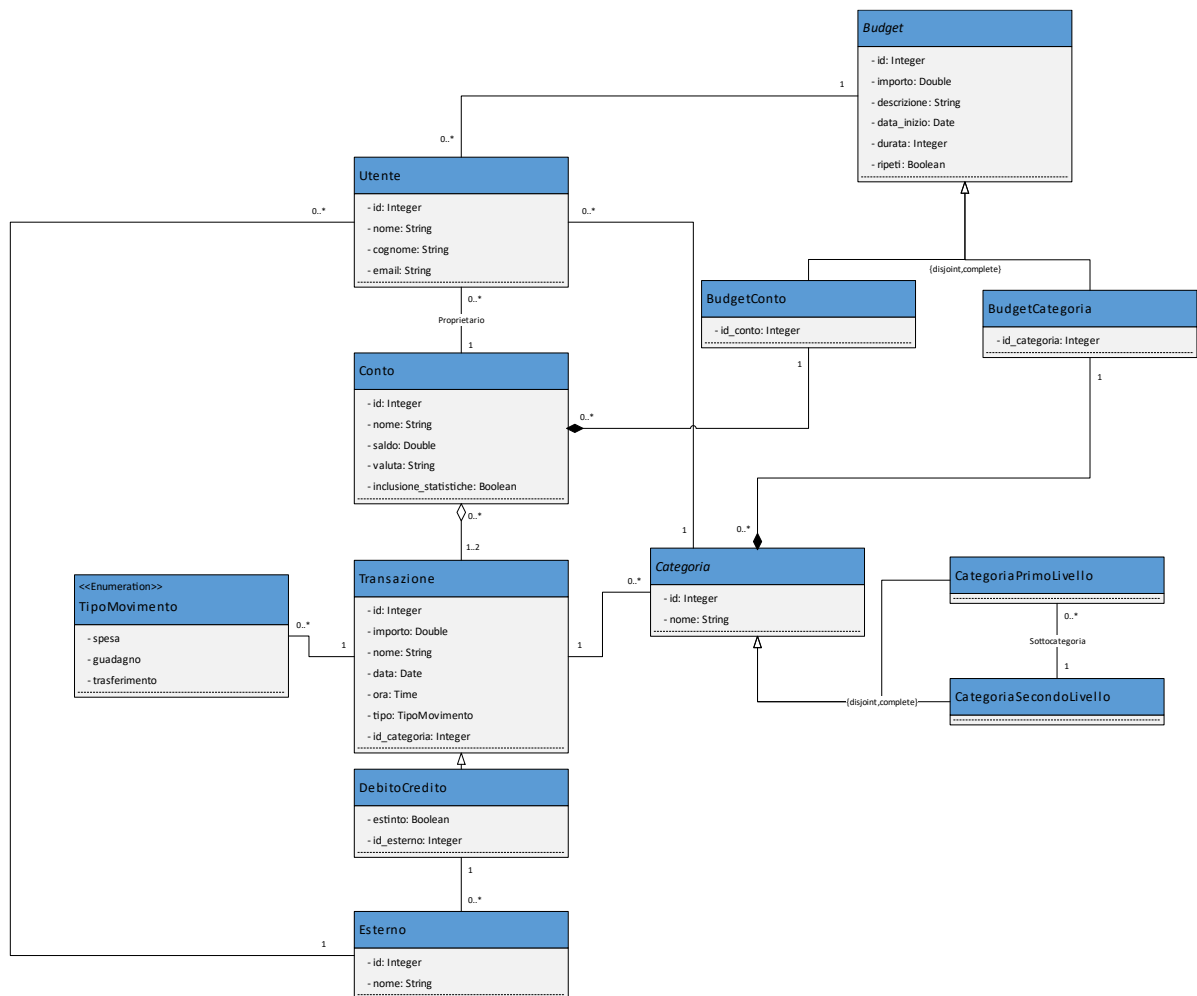 Budget
- id: Integer
- importo: Double
- descrizione: String
- data_inizio: Date
- durata: Integer
- ripeti: Boolean
1
0..*
Utente
- id: Integer
- nome: String
- cognome: String
- email: String
0..*
0..*
{disjoint,complete}
BudgetConto
- id_conto: Integer
BudgetCategoria
- id_categoria: Integer
0..*
Proprietario
1
1
1
Conto
- id: Integer
- nome: String
- saldo: Double
- valuta: String
- inclusione_statistiche: Boolean
0..*
0..*
1..2
1
0..*
Categoria
- id: Integer
- nome: String
CategoriaPrimoLivello
0..*
Sottocategoria
1
CategoriaSecondoLivello
{disjoint,complete}
<<Enumeration>>
TipoMovimento
- spesa
- guadagno
- trasferimento
0..*
1
Transazione
- id: Integer
- importo: Double
- nome: String
- data: Date
- ora: Time
- tipo: TipoMovimento
- id_categoria: Integer
0..*
1
DebitoCredito
- estinto: Boolean
- id_esterno: Integer
1
0..*
1
Esterno
- id: Integer
- nome: String